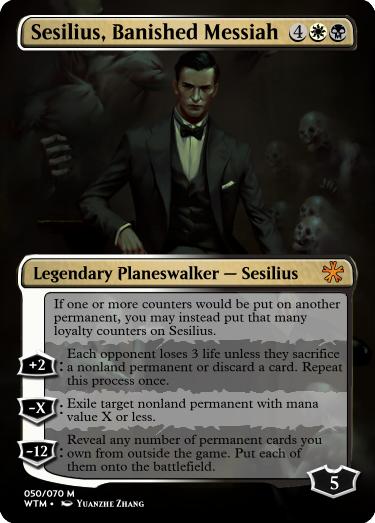 Sesilius, Banished Messiah 4
Legendary Planeswalker — Sesilius
If one or more counters would be put on another
permanent, you may instead put that many
loyalty counters on Sesilius.
+2: Each opponent loses 3 life unless they sacrifice
a nonland permanent or discard a card. Repeat
this process once.
-X: Exile target nonland permanent with mana
value X or less.
-12: Reveal any number of permanent cards you
own from outside the game. Put each of
them onto the battlefield.
5
050/070 M
WTM • Yuanzhe Zhang